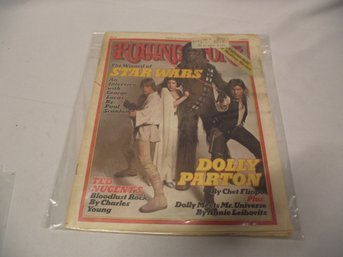 ROLLING STONE
The Wizard of
STAR WARS
An
Interview
with
George
Lucas
By
Paul
Scanlon
TED
NUGENT'S
Bloodlust Rock
By Charles
Young
DOLLY
PARTON
By Chet Flippo
Plus:
Dolly Meets Mr. Universe
By Annie Leibovitz